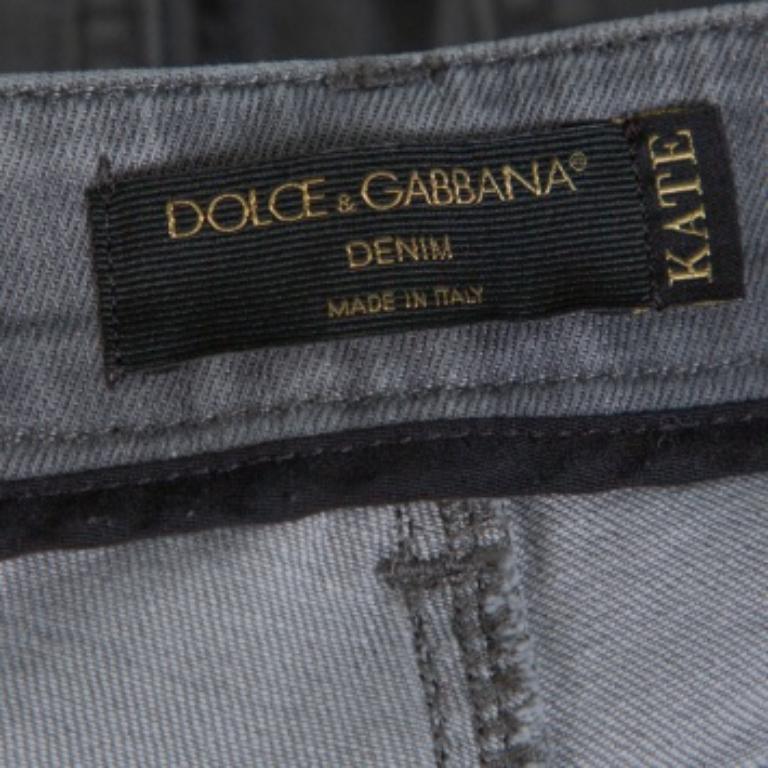 DOLCE & GABBANA®
DENIM
MADE IN ITALY
KATE